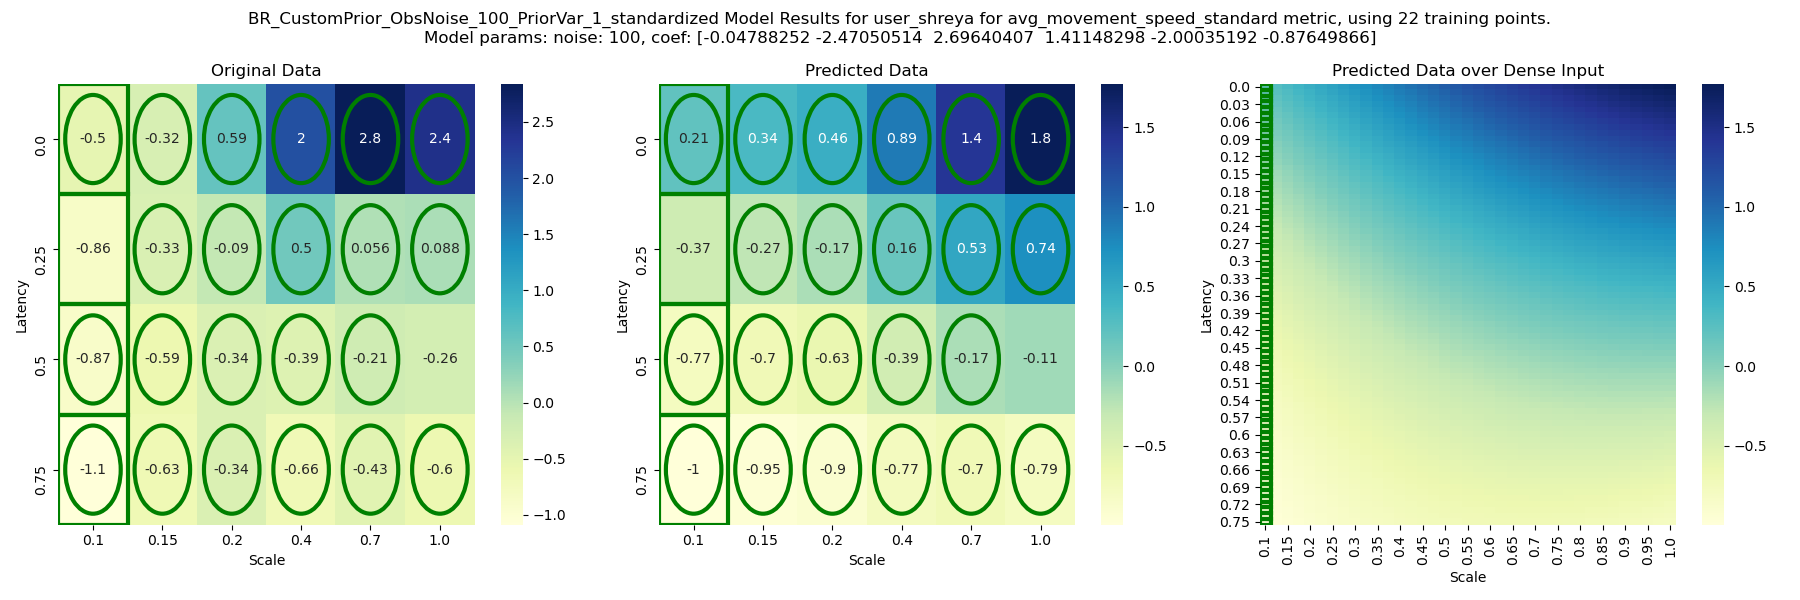 BR_CustomPrior_ObsNoise_100_PriorVar_1_standardized Model Results for user_shreya for avg_movement_speed_standard metric, using 22 training points.
Model params: noise: 100, coef: [-0.04788252 -2.47050514  2.69640407  1.41148298 -2.00035192 -0.87649866]
Original Data
0.0 -0.5 -0.32 0.59 2 2.8 2.4
0.25 -0.86 -0.33 -0.09 0.5 0.056 0.088
0.5 -0.87 -0.59 -0.34 -0.39 -0.21 -0.26
0.75 -1.1 -0.63 -0.34 -0.66 -0.43 -0.6
0.1 0.15 0.2 0.4 0.7 1.0
Scale
Latency
2.5
2.0
1.5
1.0
0.5
0.0
−0.5
−1.0
Predicted Data
0.0 0.21 0.34 0.46 0.89 1.4 1.8
0.25 -0.37 -0.27 -0.17 0.16 0.53 0.74
0.5 -0.77 -0.7 -0.63 -0.39 -0.17 -0.11
0.75 -1 -0.95 -0.9 -0.77 -0.7 -0.79
0.1 0.15 0.2 0.4 0.7 1.0
Scale
Latency
1.5
1.0
0.5
0.0
−0.5
Predicted Data over Dense Input
0.0
0.03
0.06
0.09
0.12
0.15
0.18
0.21
0.24
0.27
0.3
0.33
0.36
0.39
0.42
0.45
0.48
0.51
0.54
0.57
0.6
0.63
0.66
0.69
0.72
0.75
0.1 0.15 0.2 0.25 0.3 0.35 0.4 0.45 0.5 0.55 0.6 0.65 0.7 0.75 0.8 0.85 0.9 0.95 1.0
Scale
Latency
1.5
1.0
0.5
0.0
−0.5